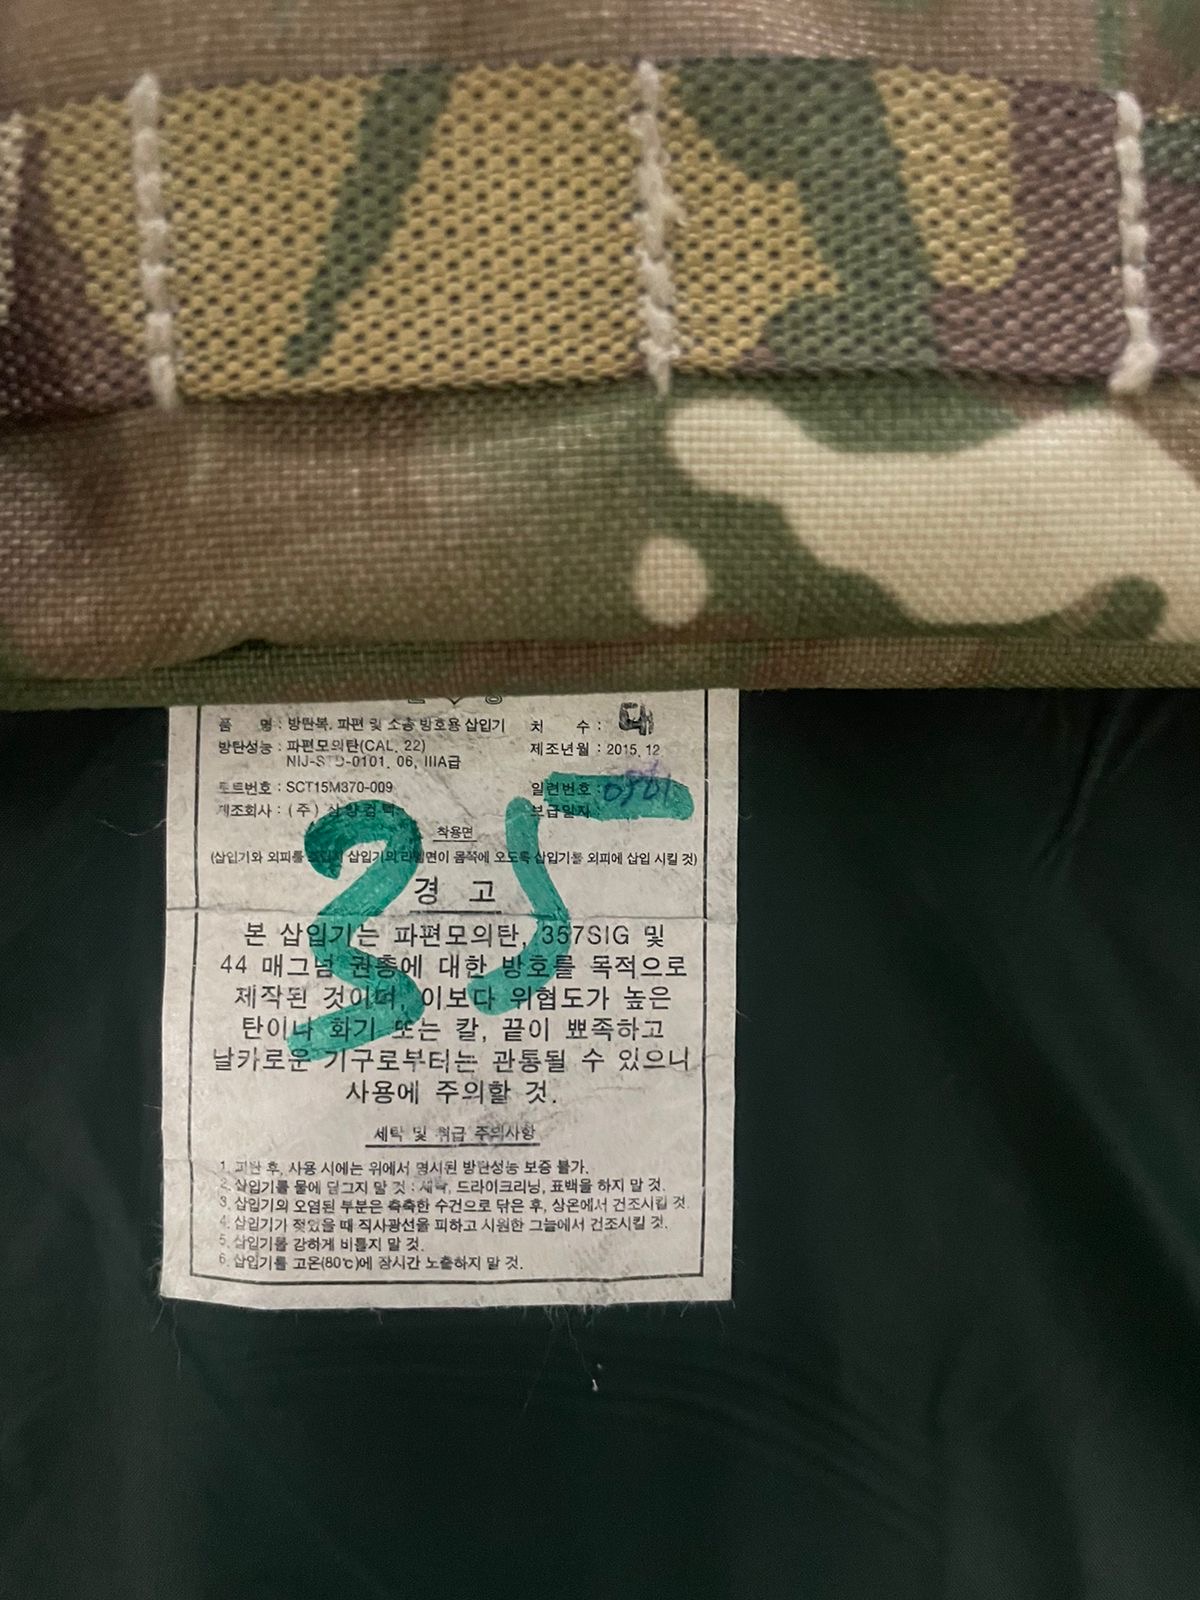 품 명 : 방탄복, 파편 및 소총 방호용 삽입기 처 수 : 대
방탄성능 : 파편모의탄(CAL. 22) 제조년월 : 2015. 12
NIJ-STD-0101. 06, IIIA급
로트번호 : SCT15M370-009 일련번호 :
제조회사 : (주) 삼양컴텍 보급일자 :
착용면
(삽입기와 외피를 삽입기의 라벨면이 몸쪽에 오도록 삽입기를 외피에 삽입 시킬 것)
35
경 고
본 삽입기는 파편모의탄, 357SIG 및
44 매그넘 권총에 대한 방호를 목적으로
제작된 것이며, 이보다 위협도가 높은
탄이나 화기 또는 칼, 끝이 뾰족하고
날카로운 기구로부터는 관통될 수 있으니
사용에 주의할 것.
세탁 및 취급 주의사항
1. 피탄 후, 사용 시에는 위에서 명시된 방탄성능 보증 불가.
2. 삽입기를 물에 담그지 말 것 : 세탁, 드라이크리닝, 표백을 하지 말 것.
3. 삽입기의 오염된 부분은 축축한 수건으로 닦은 후, 상온에서 건조시킬 것.
4. 삽입기가 젖었을 때 직사광선을 피하고 시원한 그늘에서 건조시킬 것.
5. 삽입기를 강하게 비틀지 말 것.
6. 삽입기를 고온(80℃)에 장시간 노출하지 말 것.